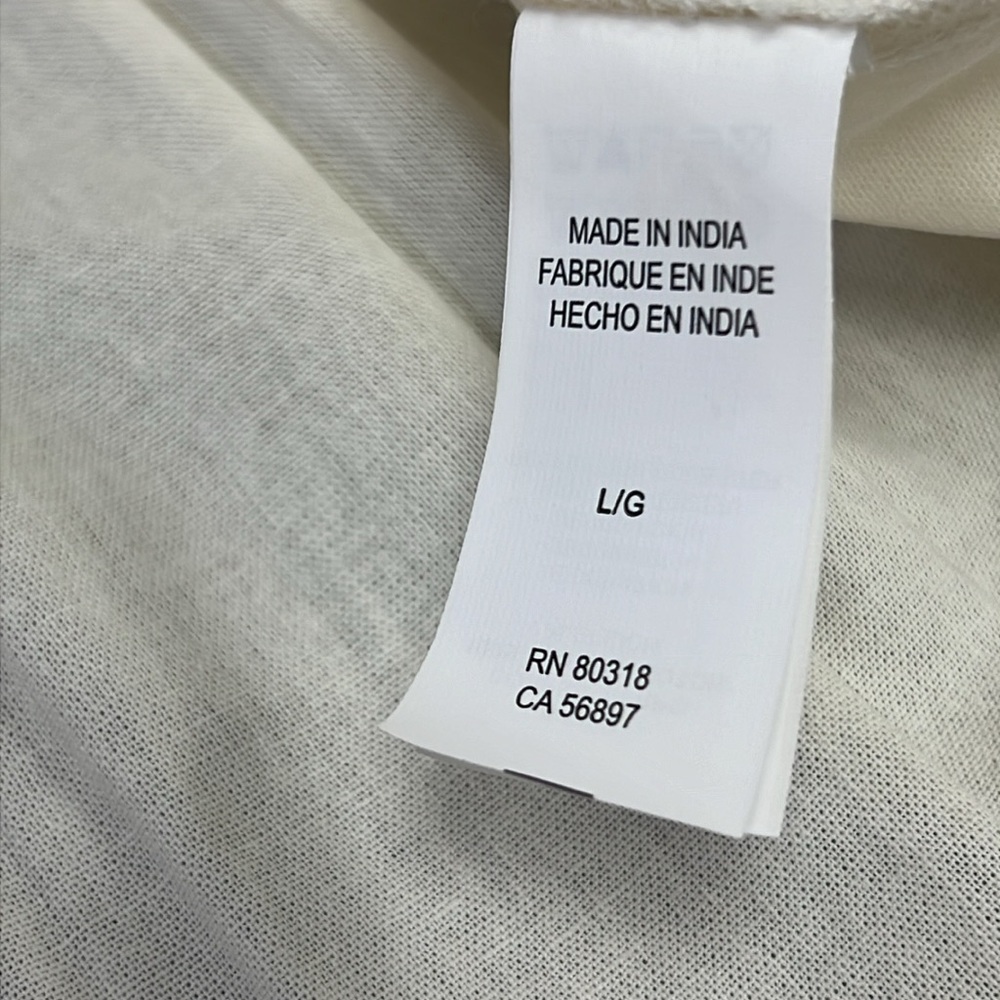 MADE IN INDIA
FABRIQUE EN INDE
HECHO EN INDIA
L/G
RN 80318
CA 56897